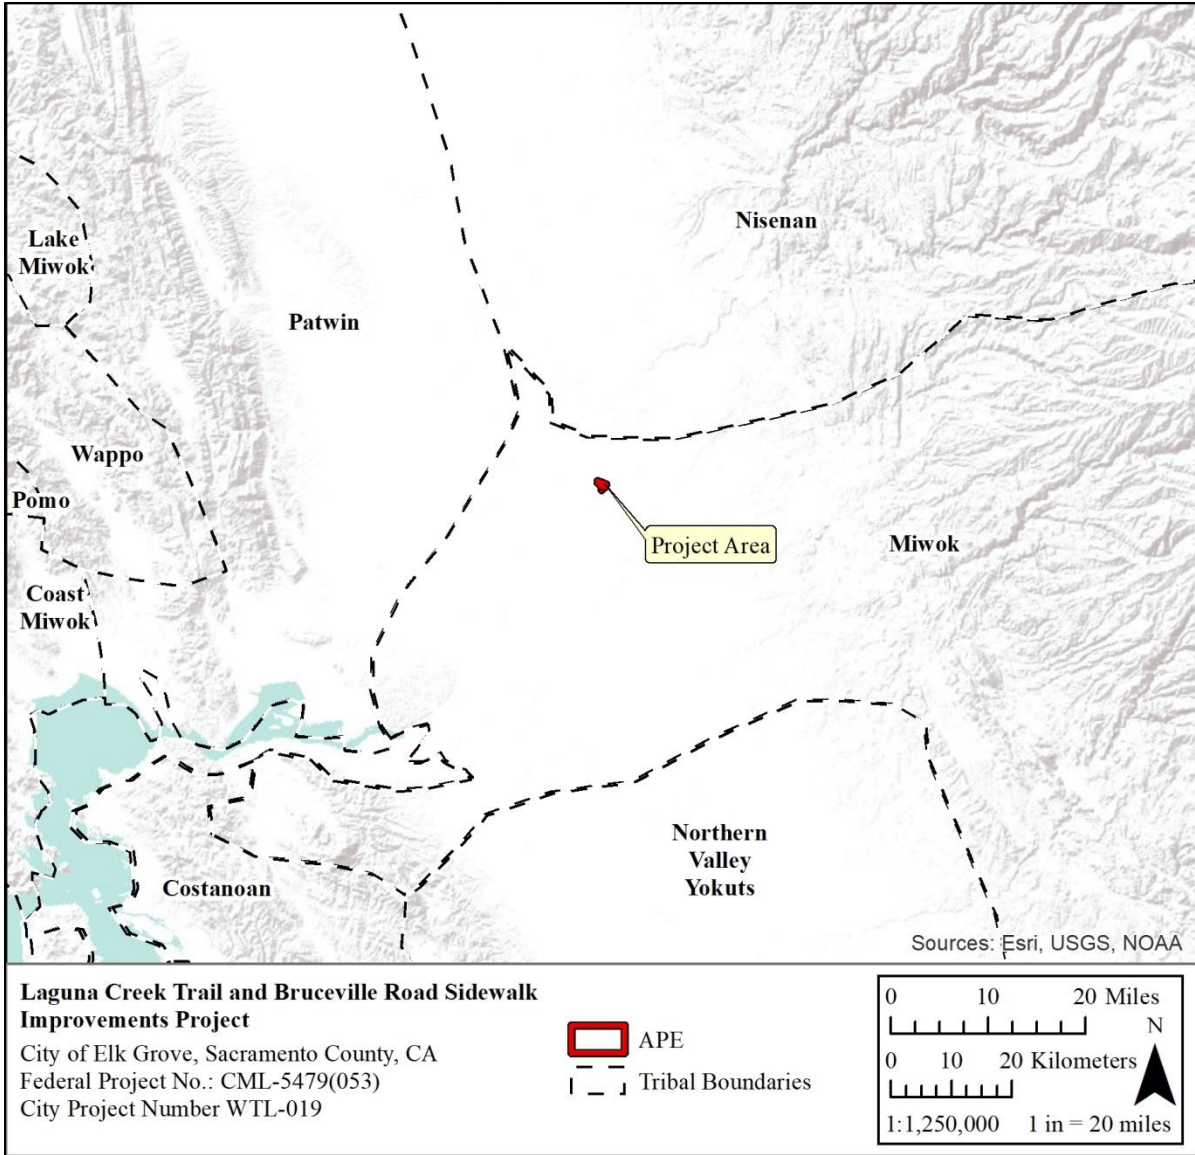 Nisenan
Lake
Miwok
Patwin
Wappo
Pomo
Project Area
Miwok
Coast
Miwok
Northern
Valley
Yokuts
Costanoan
Sources: Esri, USGS, NOAA
Laguna Creek Trail and Bruceville Road Sidewalk
Improvements Project
City of Elk Grove, Sacramento County, CA
Federal Project No.: CML-5479(053)
City Project Number WTL-019
APE
Tribal Boundaries
0 10 20 Miles
N
0 10 20 Kilometers
1:1,250,000 1 in = 20 miles